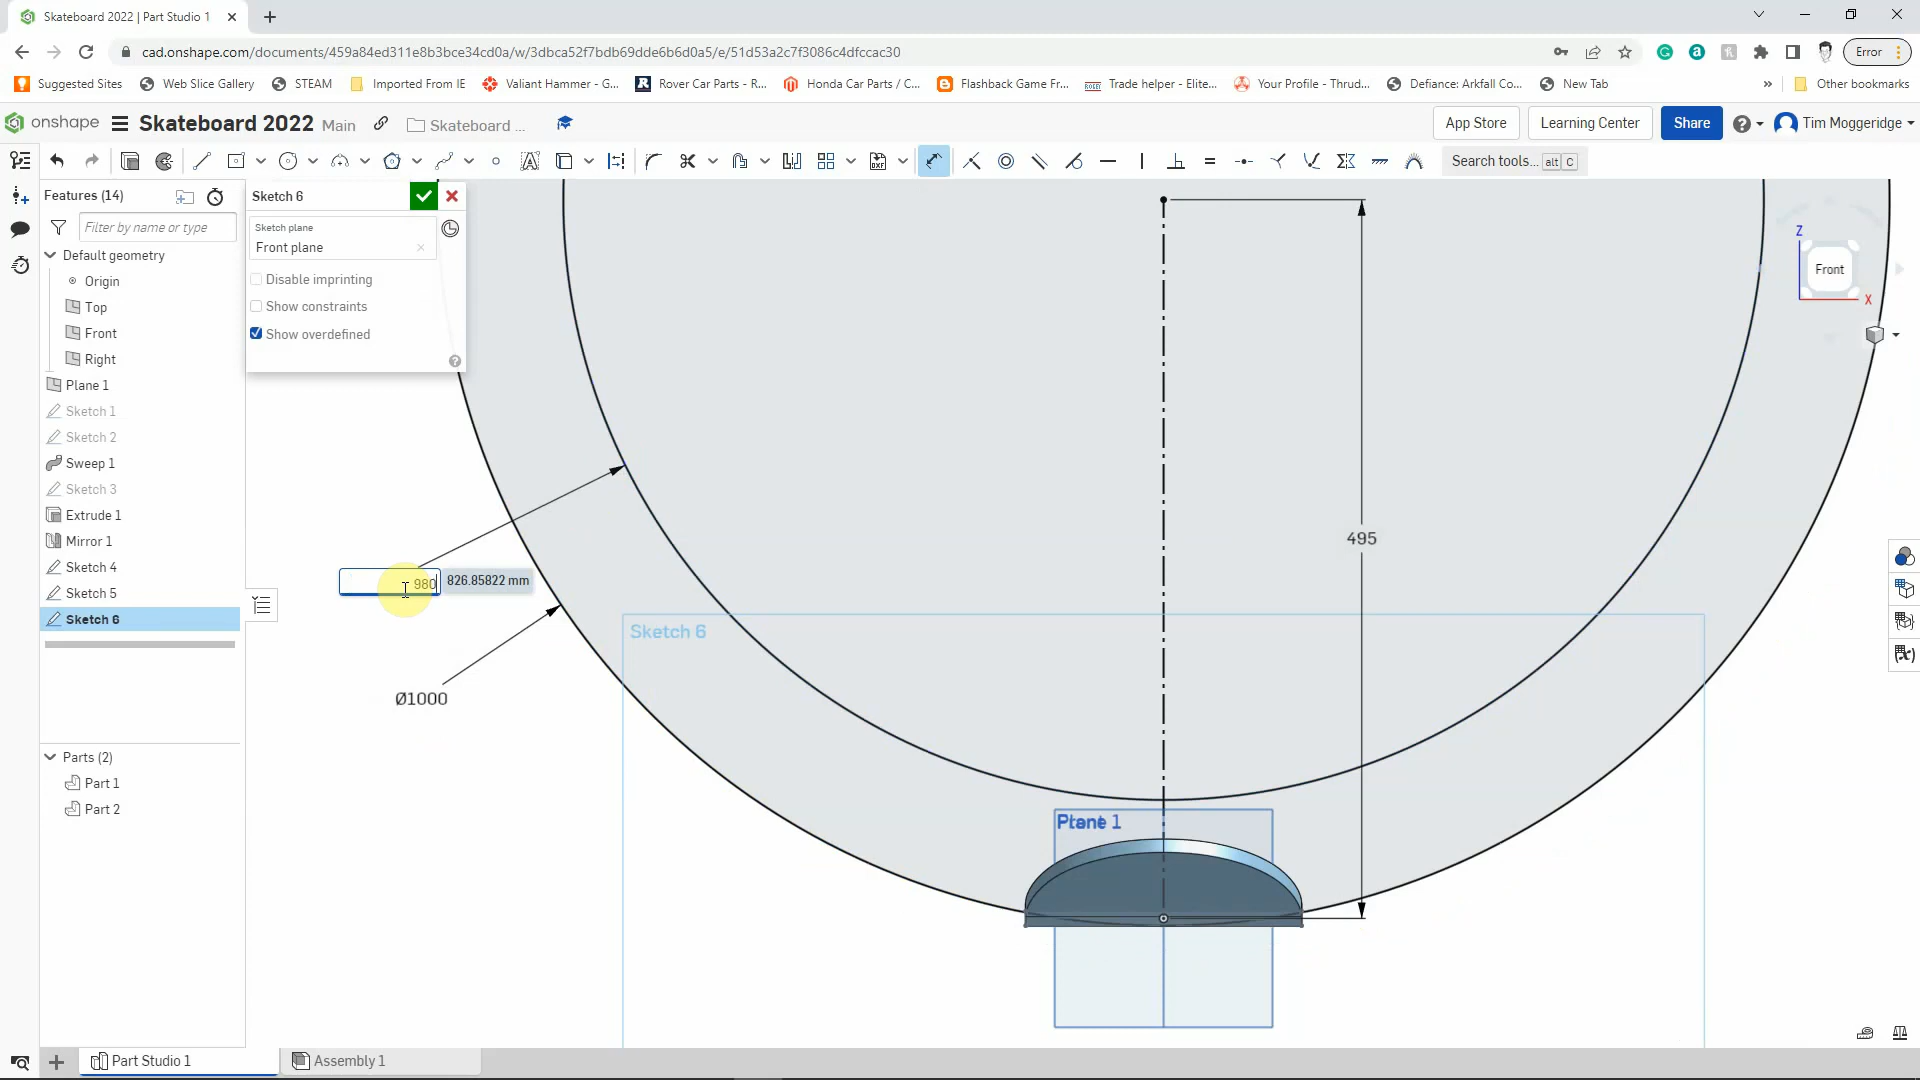 Skateboard 2022 | Part Studio 1
cad.onshape.com/documents/459a84ed311e8b3bce34cd0a/w/3dbca52f7bdb69dde6b6d0a5/e/51d53a2c7f3086c4dfccac30
Error
Suggested Sites
Web Slice Gallery
STEAM
Imported From IE
Valiant Hammer - G...
Rover Car Parts - R...
Honda Car Parts / C...
Flashback Game Fr...
Trade helper - Elite...
Your Profile - Thrud...
Defiance: Arkfall Co...
New Tab
»
Other bookmarks
onshape
Skateboard 2022 Main
Skateboard ...
App Store
Learning Center
Share
Tim Moggeridge
Search tools... alt C
Features (14)
Filter by name or type
Default geometry
Origin
Top
Front
Right
Plane 1
Sketch 1
Sketch 2
Sweep 1
Sketch 3
Extrude 1
Mirror 1
Sketch 4
Sketch 5
Sketch 6
Parts (2)
Part 1
Part 2
Sketch 6
Sketch plane
Front plane
Disable imprinting
Show constraints
Show overdefined
980
826.85822 mm
Ø1000
495
Sketch 6
Plane 1
Z
Front
X
Part Studio 1
Assembly 1